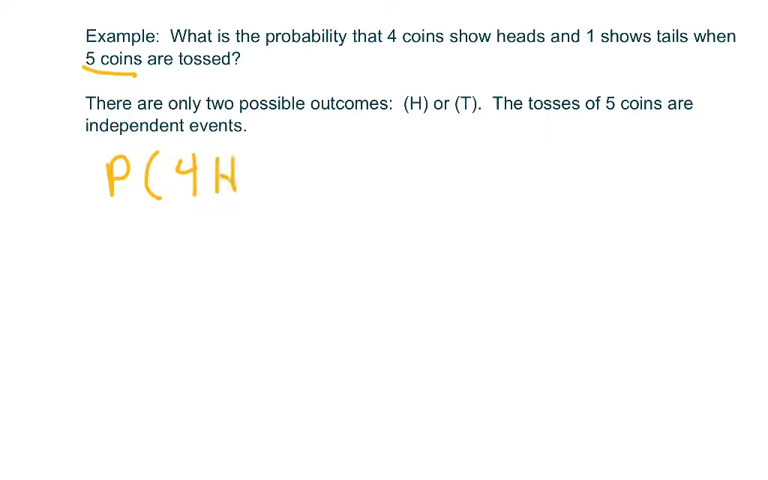 Example:  What is the probability that 4 coins show heads and 1 shows tails when
5 coins are tossed?
There are only two possible outcomes:  (H) or (T).  The tosses of 5 coins are
independent events.
P ( 4 H